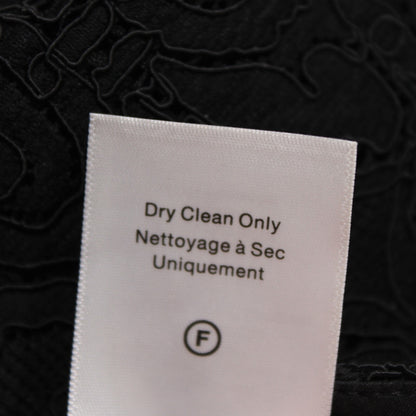 Dry Clean Only
Nettoyage à Sec
Uniquement
F